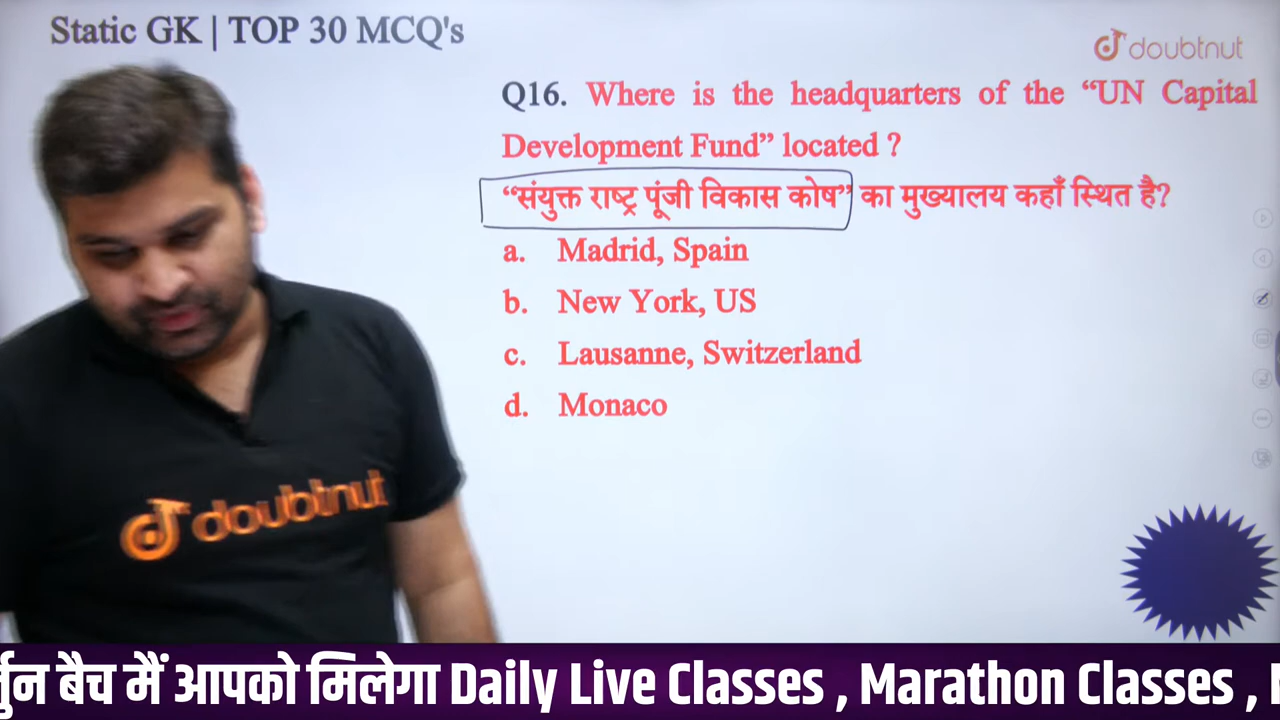 Static GK | TOP 30 MCQ's
doubtnut
Q16. Where is the headquarters of the “UN Capital
Development Fund” located ?
“संयुक्त राष्ट्र पूंजी विकास कोष” का मुख्यालय कहाँ स्थित है?
a. Madrid, Spain
b. New York, US
c. Lausanne, Switzerland
d. Monaco
doubtnut
बैच मैं आपको मिलेगा Daily Live Classes , Marathon Classes ,